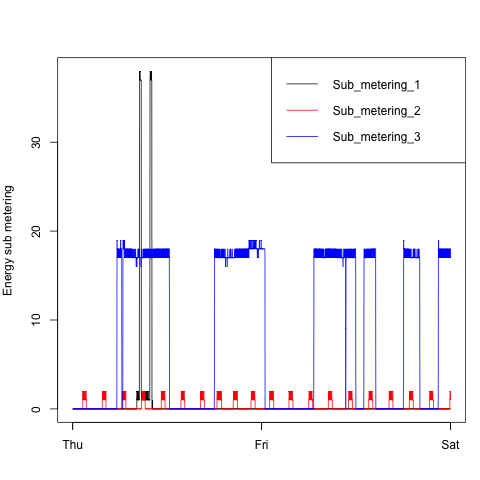 Sub_metering_1
Sub_metering_2
Sub_metering_3
Energy sub metering
30
20
10
0
Thu
Fri
Sat